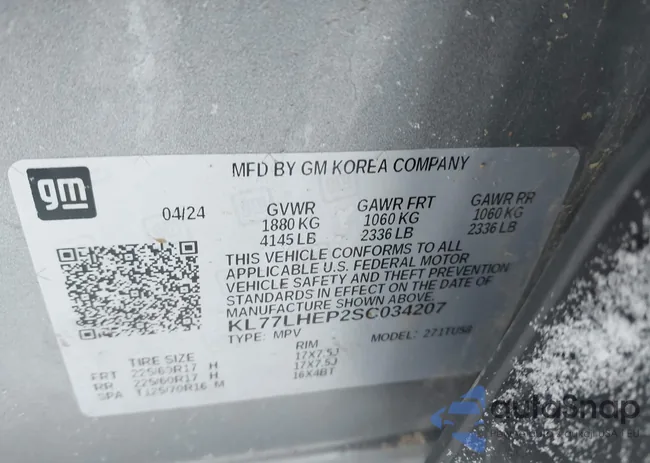 gm
MFD BY GM KOREA COMPANY
04/24
GVWR GAWR FRT GAWR RR
1880 KG 1060 KG 1060 KG
4145 LB 2336 LB 2336 LB
THIS VEHICLE CONFORMS TO ALL
APPLICABLE U.S. FEDERAL MOTOR
VEHICLE SAFETY AND THEFT PREVENTION
STANDARDS IN EFFECT ON THE DATE OF
MANUFACTURE SHOWN ABOVE.
KL77LHEP2SC034207
TYPE: MPV MODEL: 271TUS8
TIRE SIZE RIM
FRT 225/60R17 H 17X7.5J
RR 225/60R17 H 17X7.5J
SPA T125/70R16 M 16X4BT
autoSnap